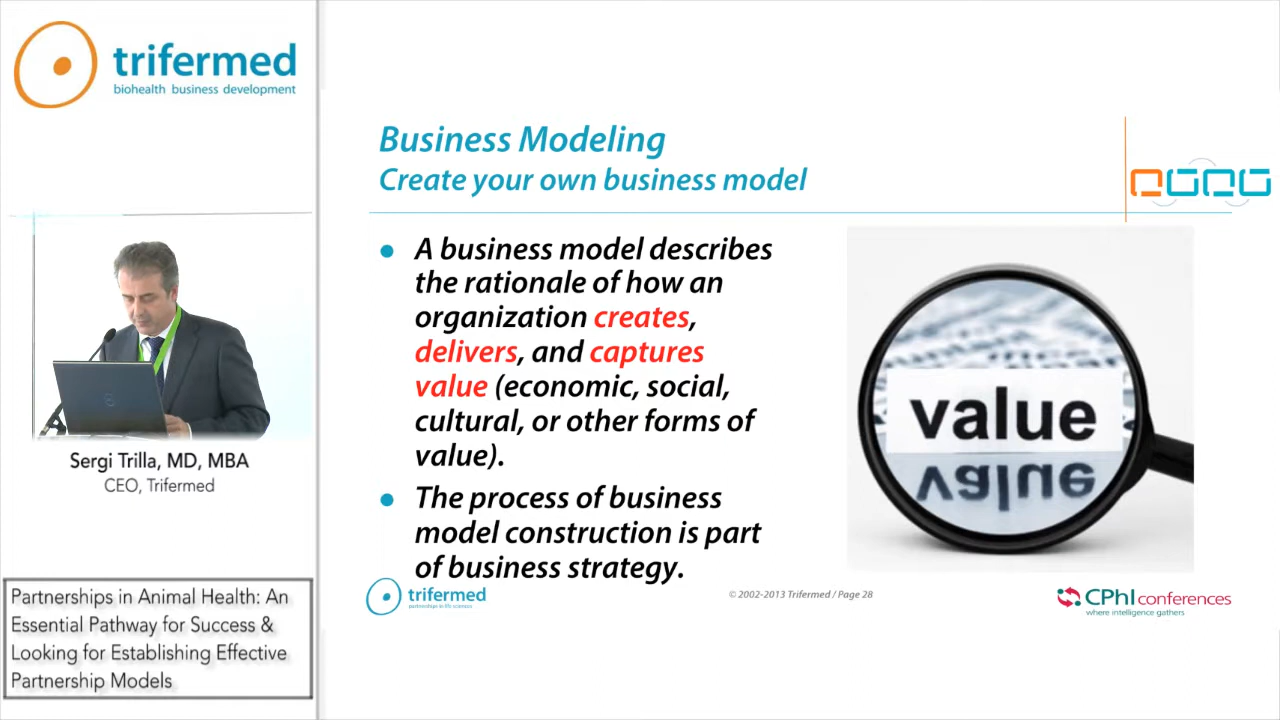 trifermed
biohealth business development
Sergi Trilla, MD, MBA
CEO, Trifermed
Partnerships in Animal Health: An
Essential Pathway for Success &
Looking for Establishing Effective
Partnership Models
Business Modeling
Create your own business model
A business model describes
the rationale of how an
organization creates,
delivers, and captures
value (economic, social,
cultural, or other forms of
value).
The process of business
model construction is part
of business strategy.
value
trifermed
partnerships in life sciences
© 2002-2013 Trifermed / Page 28
CPhI conferences
where intelligence gathers